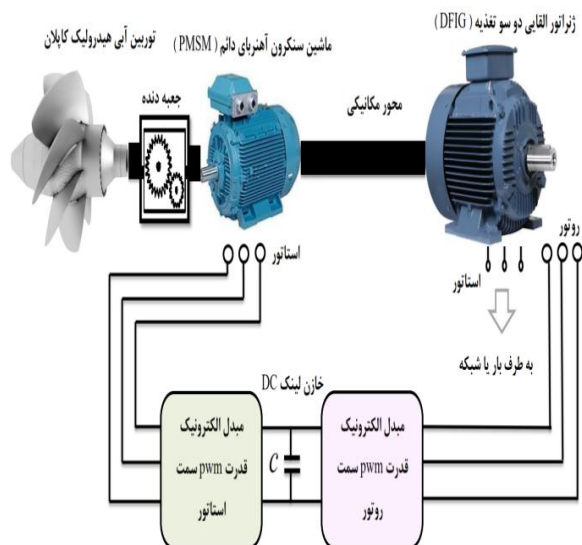 ژنراتور القایی دو سو تغذیه (DFIG)
ماشین سنکرون آهنربای دائم (PMSM)
توربین آبی هیدرولیک کاپلان
جعبه دنده
محور مکانیکی
روتور
استاتور
استاتور
به طرف بار یا شبکه
خازن لینک DC
مبدل الکترونیک
قدرت pwm سمت
روتور
C
مبدل الکترونیک
قدرت pwm سمت
استاتور